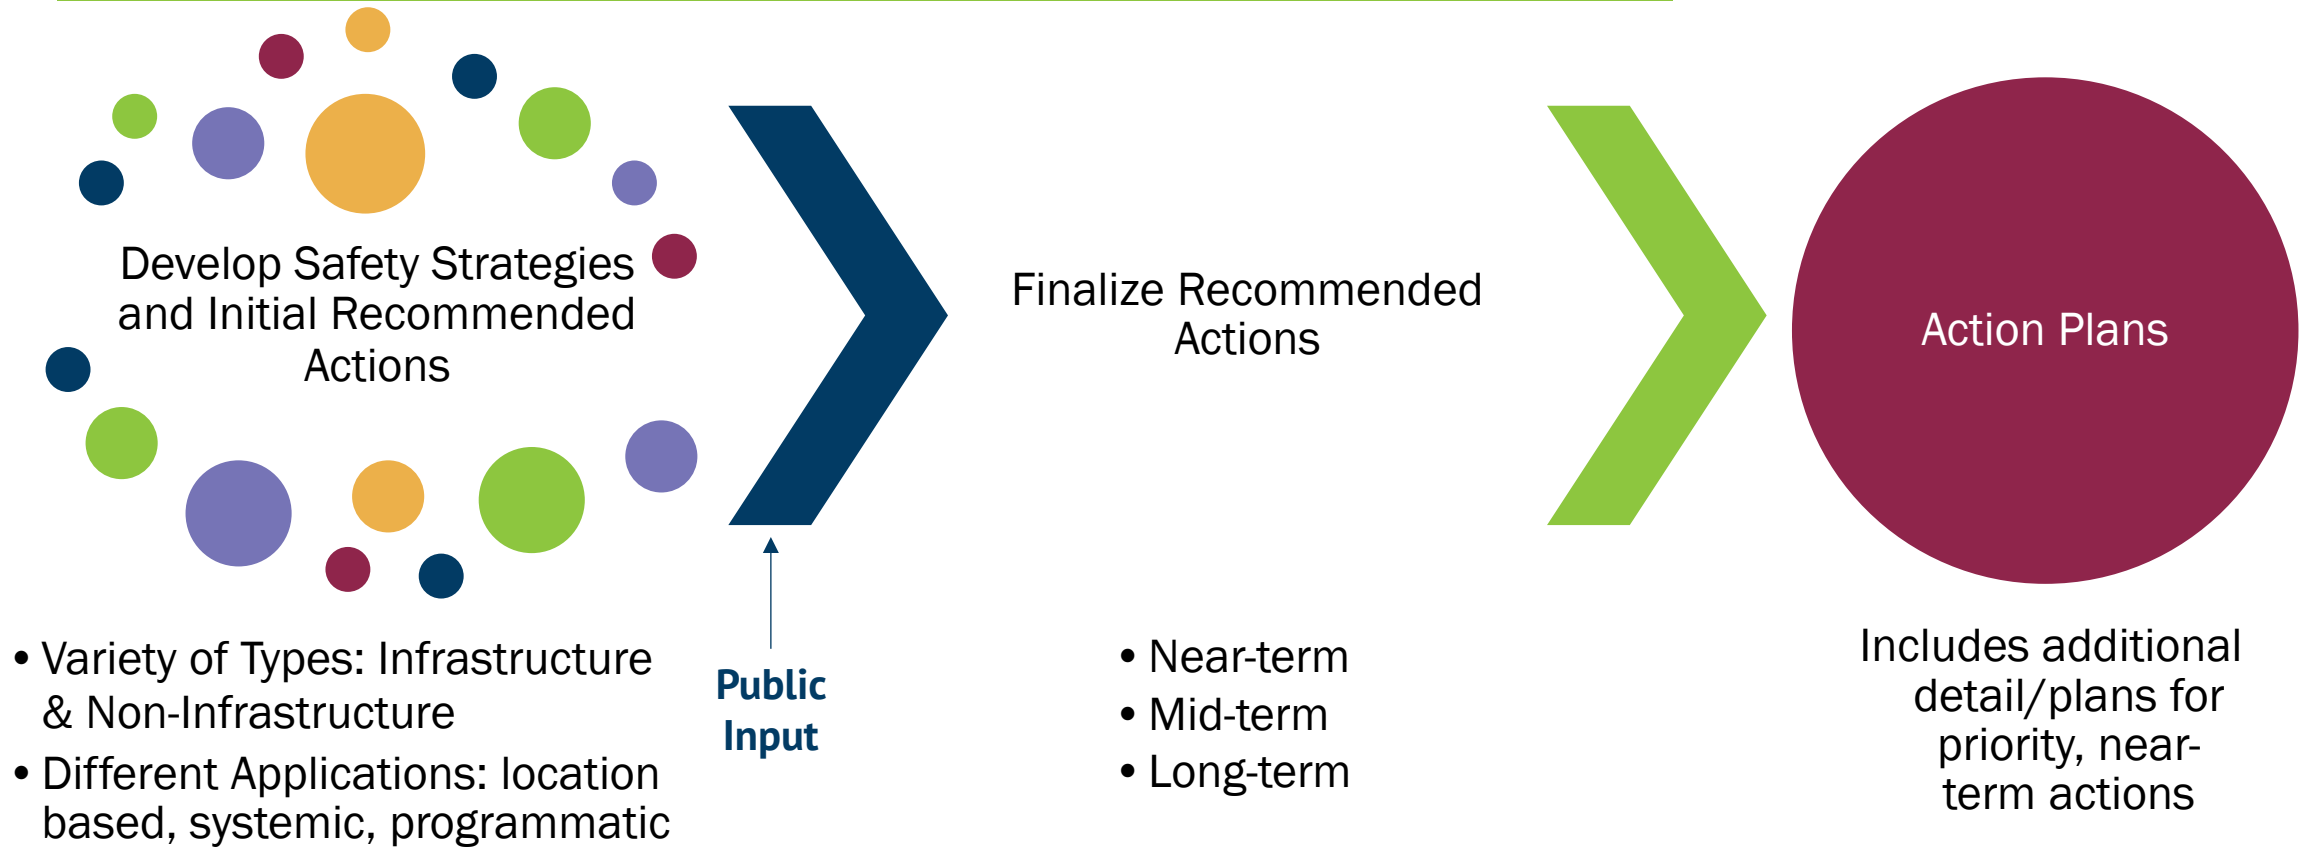 Develop Safety Strategies
and Initial Recommended
Actions
• Variety of Types: Infrastructure
& Non-Infrastructure
• Different Applications: location
based, systemic, programmatic
Public
Input
Finalize Recommended
Actions
• Near-term
• Mid-term
• Long-term
Action Plans
Includes additional
detail/plans for
priority, near-
term actions